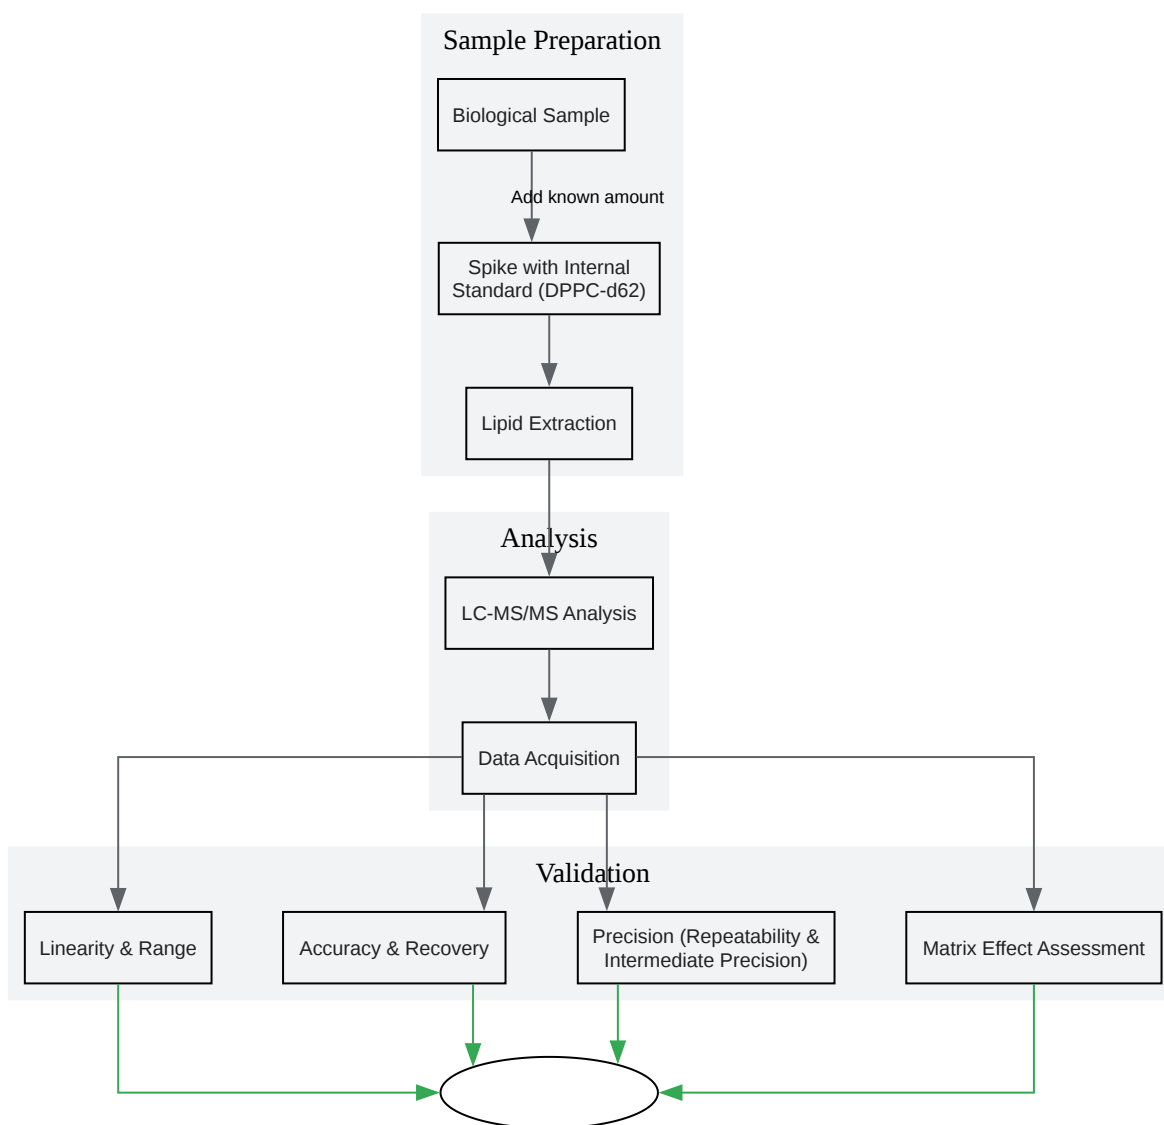 Sample Preparation
Biological Sample
Add known amount
Spike with Internal
Standard (DPPC-d62)
Lipid Extraction
Analysis
LC-MS/MS Analysis
Data Acquisition
Validation
Linearity & Range
Accuracy & Recovery
Precision (Repeatability &
Intermediate Precision)
Matrix Effect Assessment